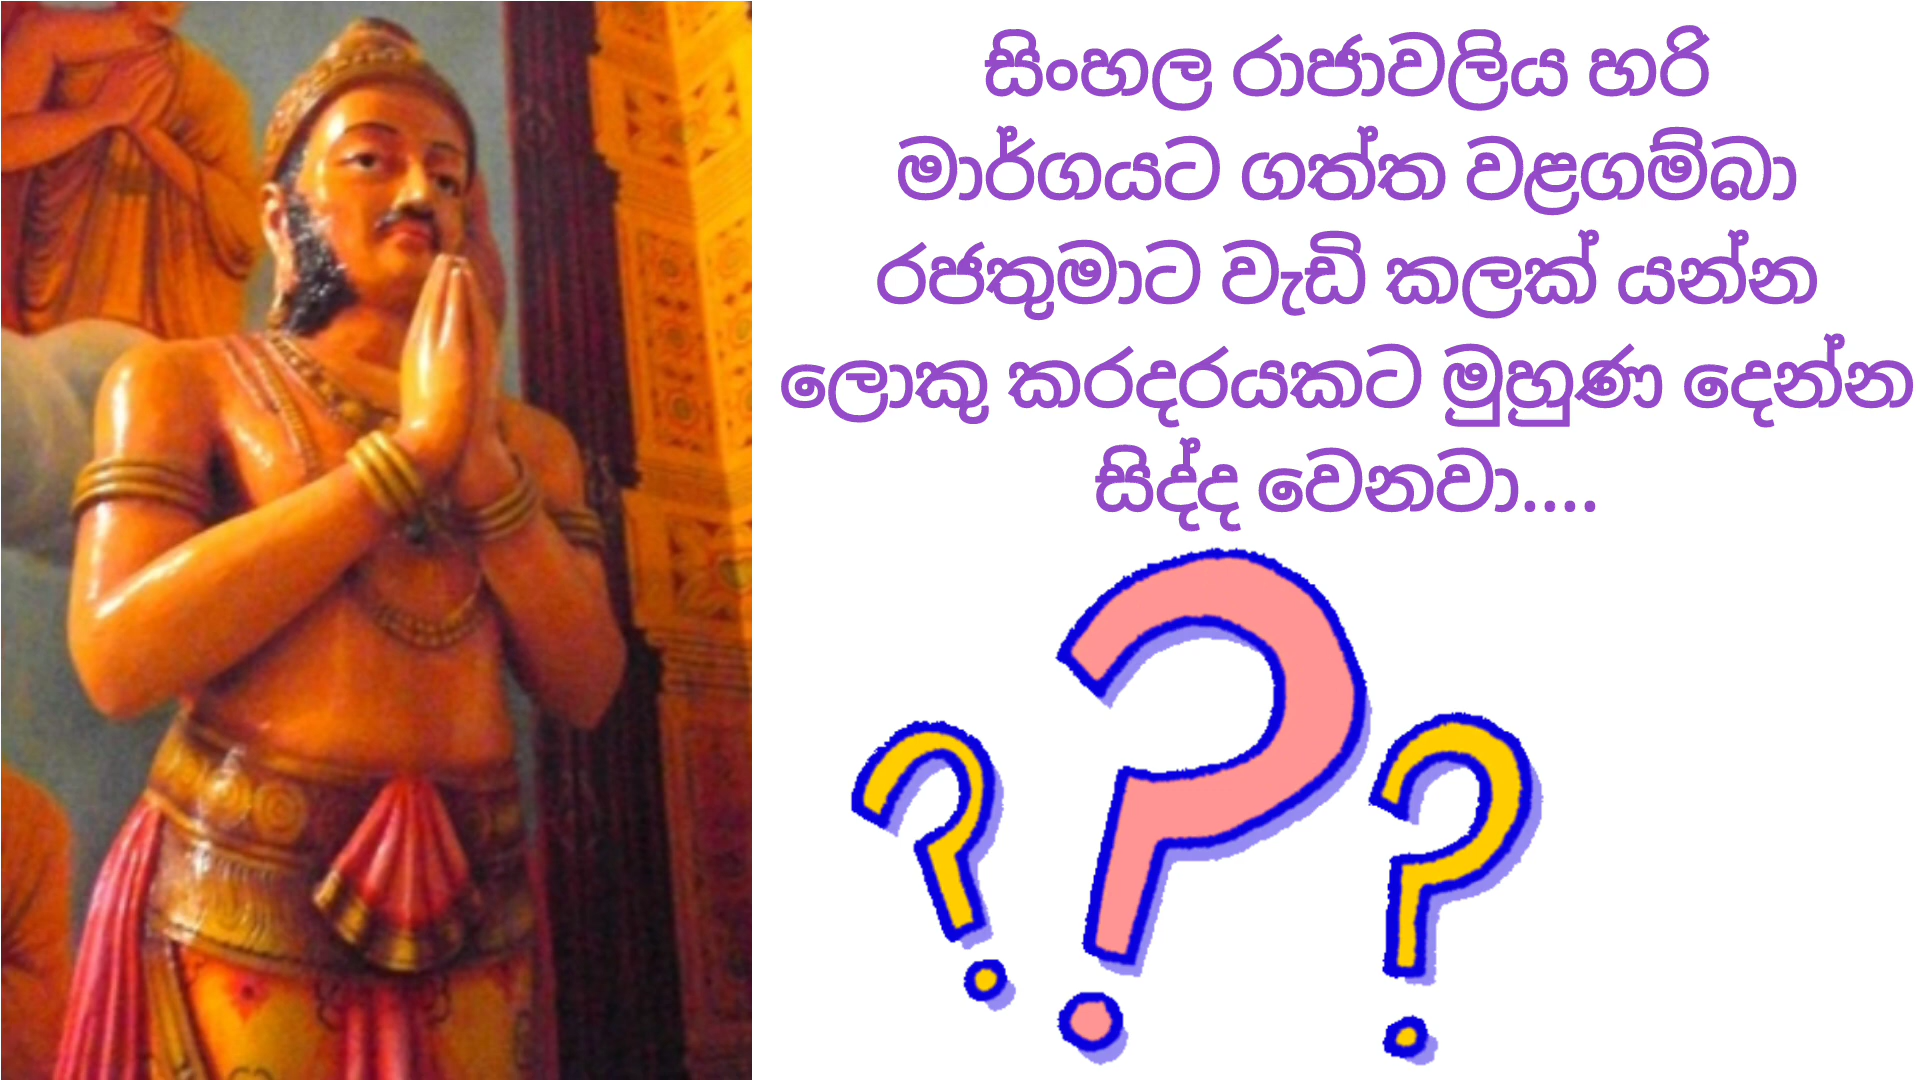 සිංහල රාජාවලිය හරි
මාර්ගයට ගත්ත වළගම්බා
රජතුමාට වැඩි කලක් යන්න
ලොකු කරදරයකට මුහුණ දෙන්න
සිද්ද වෙනවා....